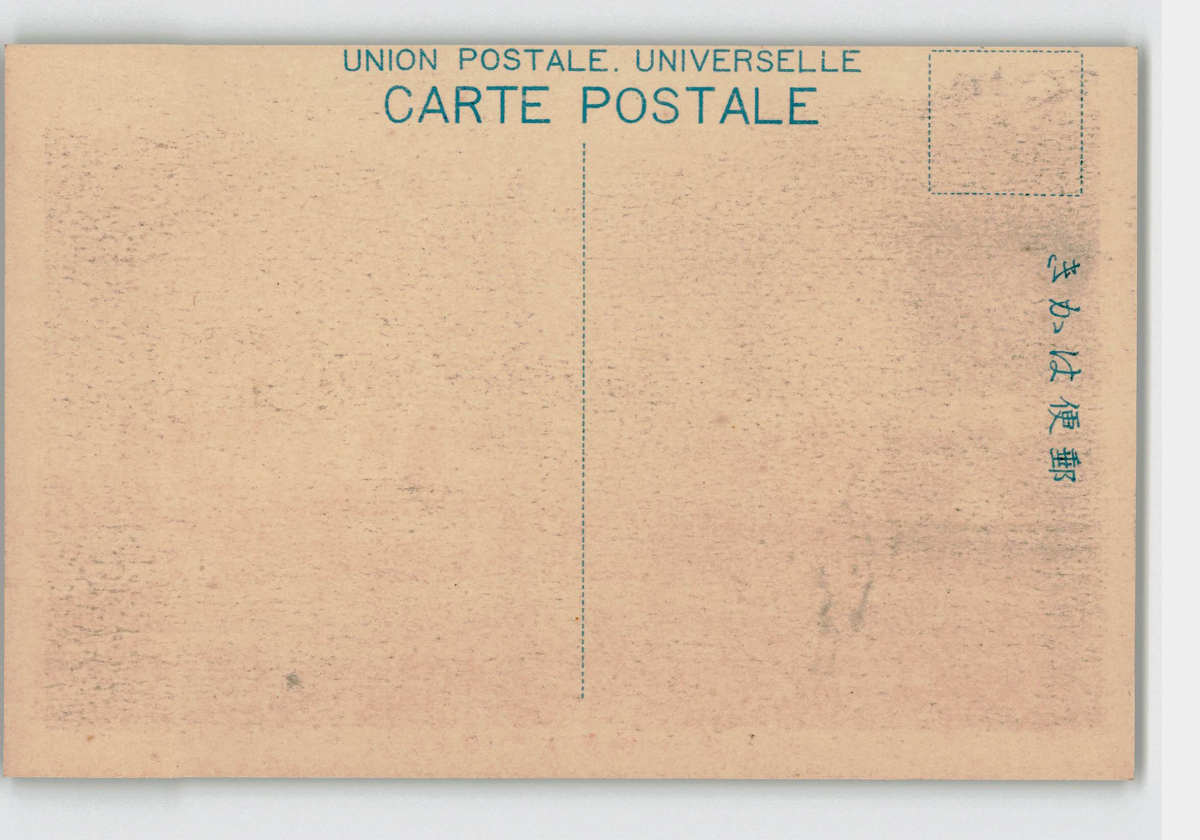 UNION POSTALE. UNIVERSELLE
CARTE POSTALE
郵便はかき